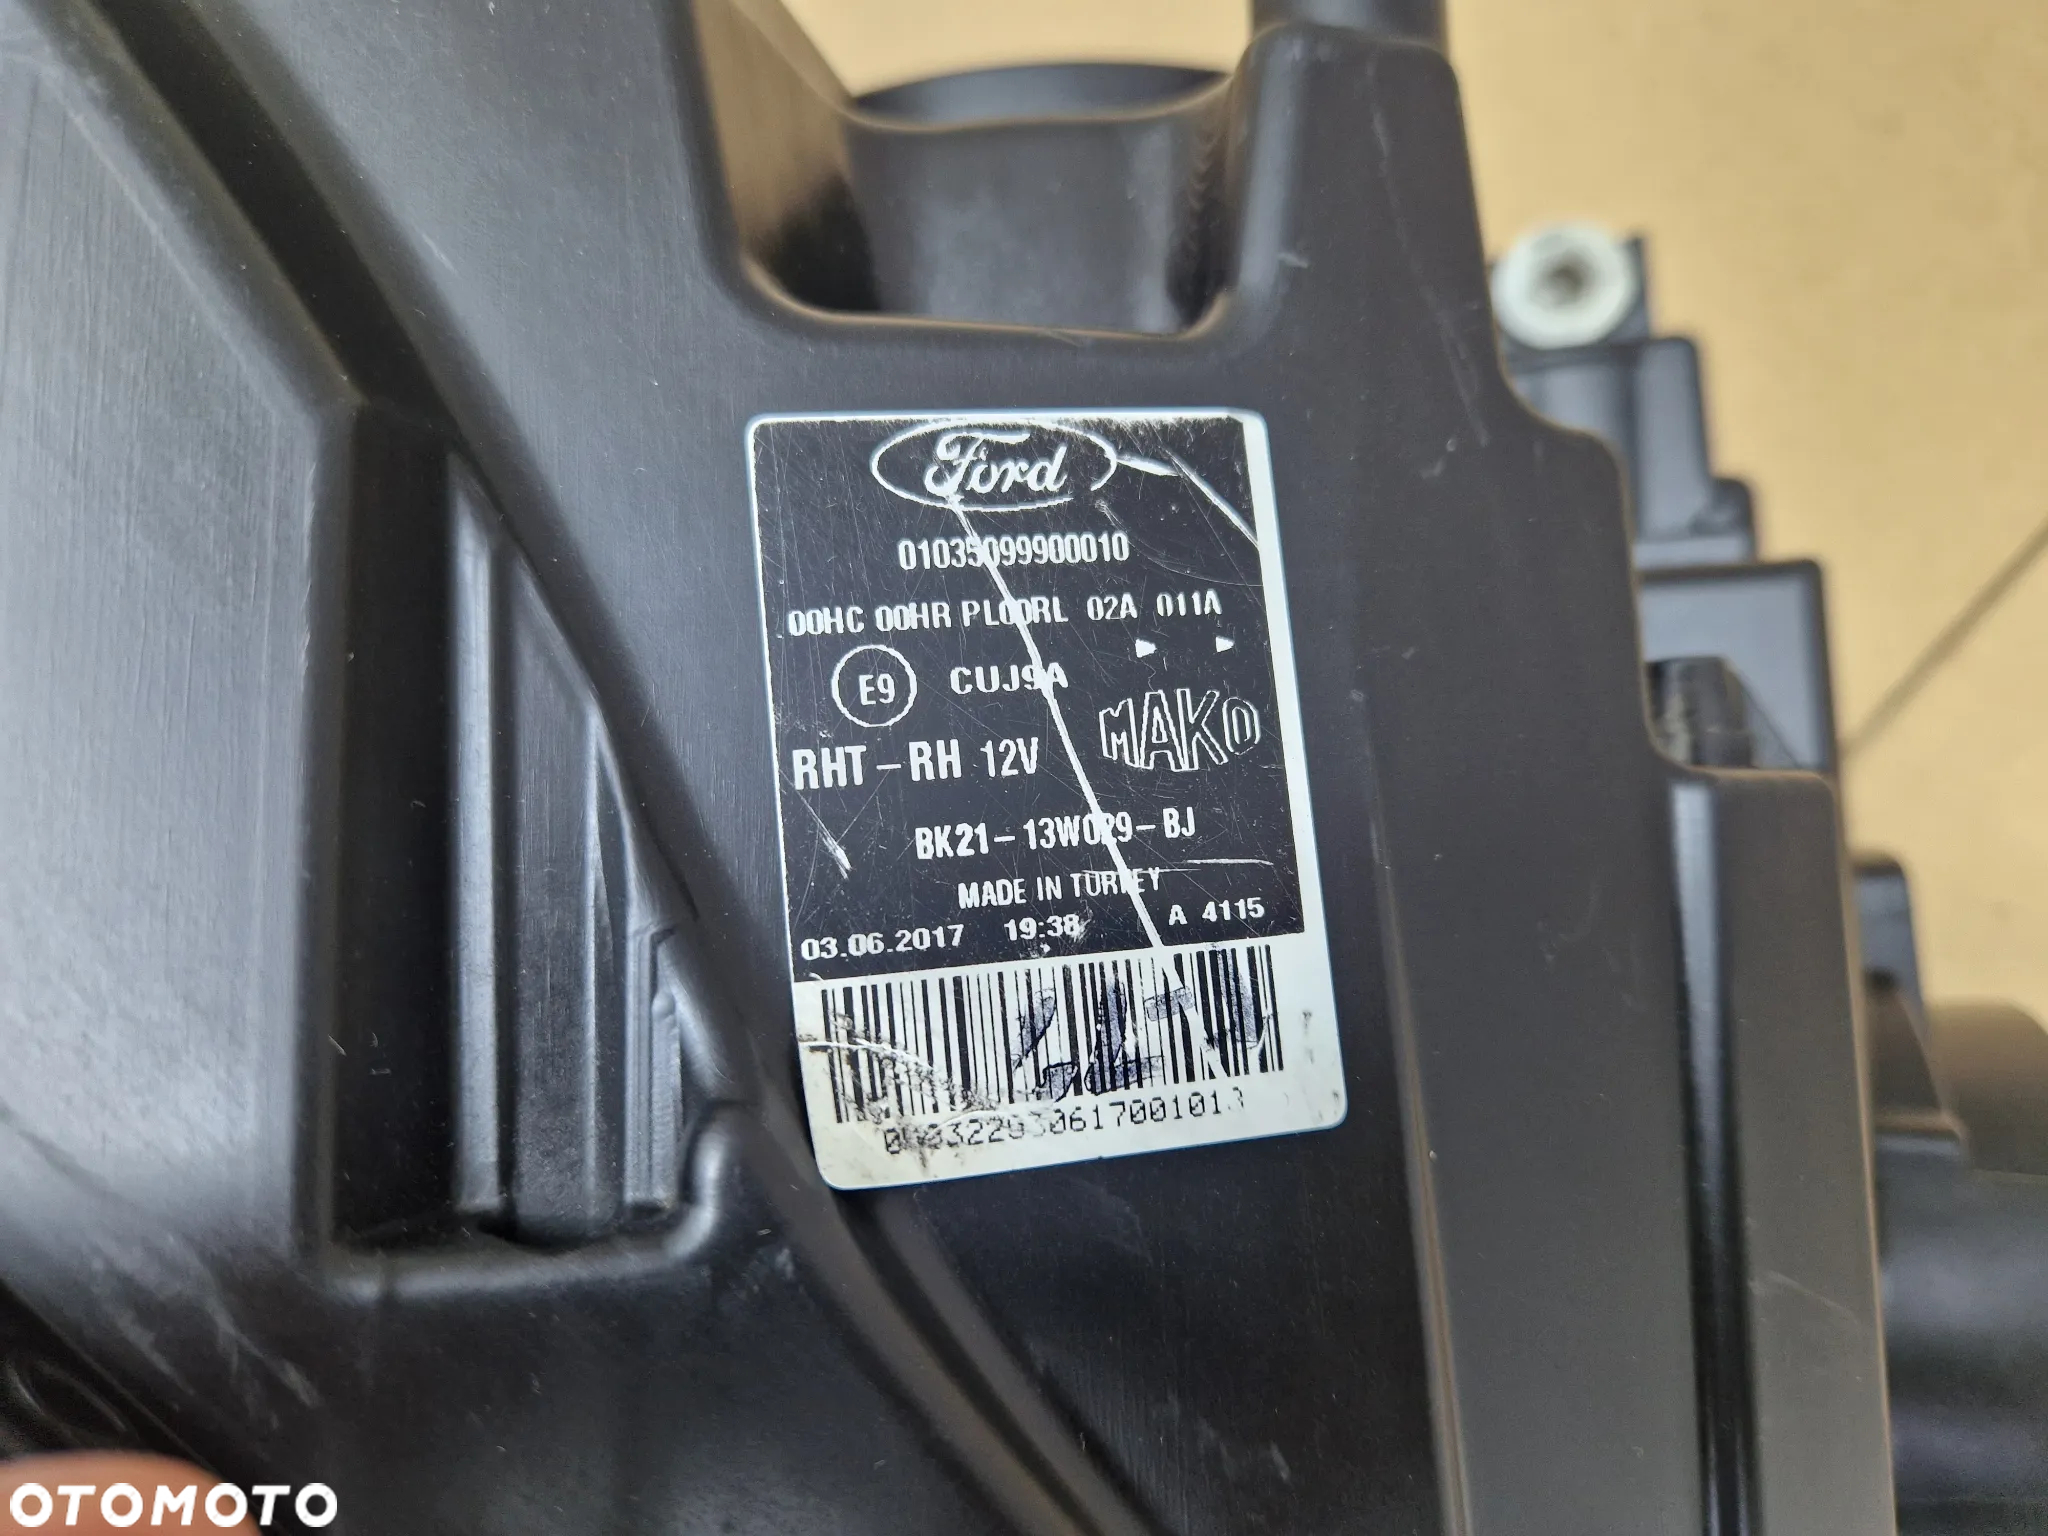 Ford
01035099900010
00HC 00HR PL00RL 02A 011A
E9 CUJ9A
MAKO
RHT-RH 12V
BK21-13W029-BJ
MADE IN TURKEY
03.06.2017 19:38 A 4115
OTOMOTO